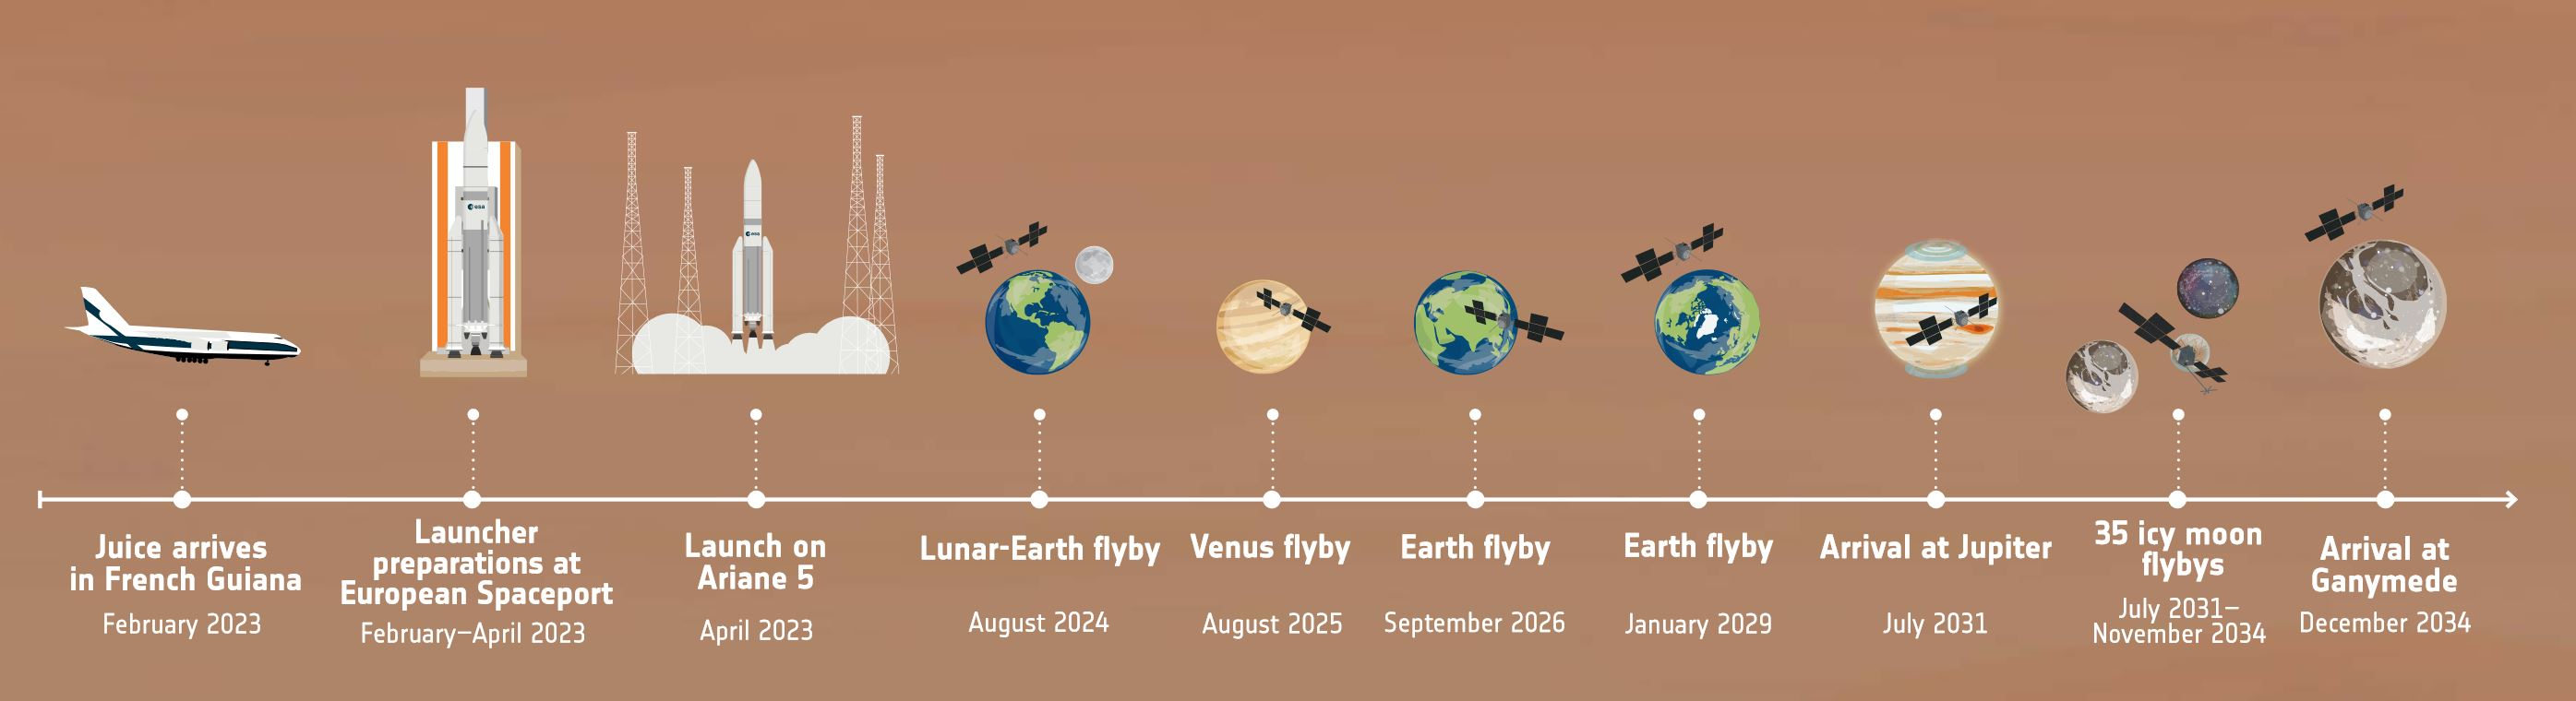 esa
esa
Juice arrives
in French Guiana
February 2023
Launcher
preparations at
European Spaceport
February–April 2023
Launch on
Ariane 5
April 2023
Lunar-Earth flyby
August 2024
Venus flyby
August 2025
Earth flyby
September 2026
Earth flyby
January 2029
Arrival at Jupiter
July 2031
35 icy moon
flybys
July 2031–
November 2034
Arrival at
Ganymede
December 2034